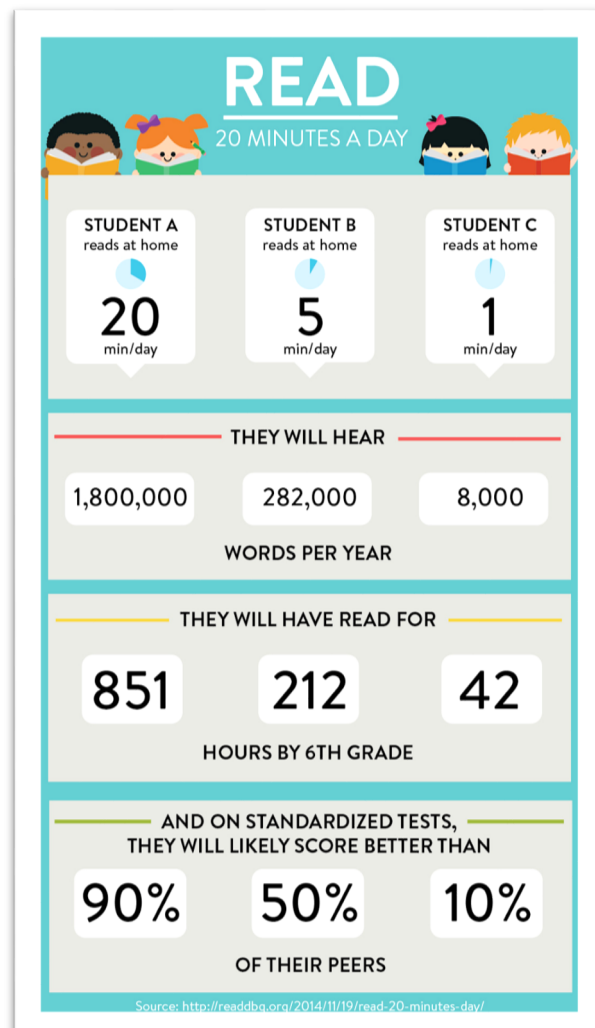 READ
20 MINUTES A DAY
STUDENT A
reads at home
20
min/day
STUDENT B
reads at home
5
min/day
STUDENT C
reads at home
1
min/day
THEY WILL HEAR
1,800,000 282,000 8,000
WORDS PER YEAR
THEY WILL HAVE READ FOR
851 212 42
HOURS BY 6TH GRADE
AND ON STANDARDIZED TESTS,
THEY WILL LIKELY SCORE BETTER THAN
90% 50% 10%
OF THEIR PEERS
Source: http://readdbq.org/2014/11/19/read-20-minutes-day/